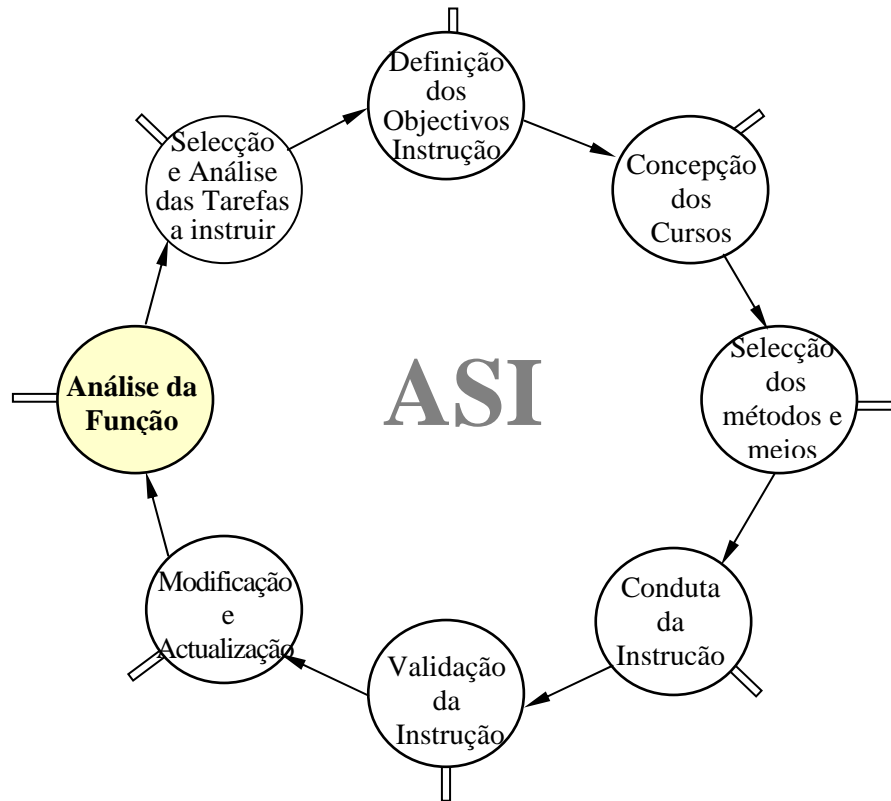 Definição
dos
Objectivos
Instrução
Selecção
e Análise
das Tarefas
a instruir
Concepção
dos
Cursos
Análise da
Função
ASI
Selecção
dos
métodos e
meios
Modificação
e
Actualização
Conduta
da
Instrução
Validação
da
Instrução